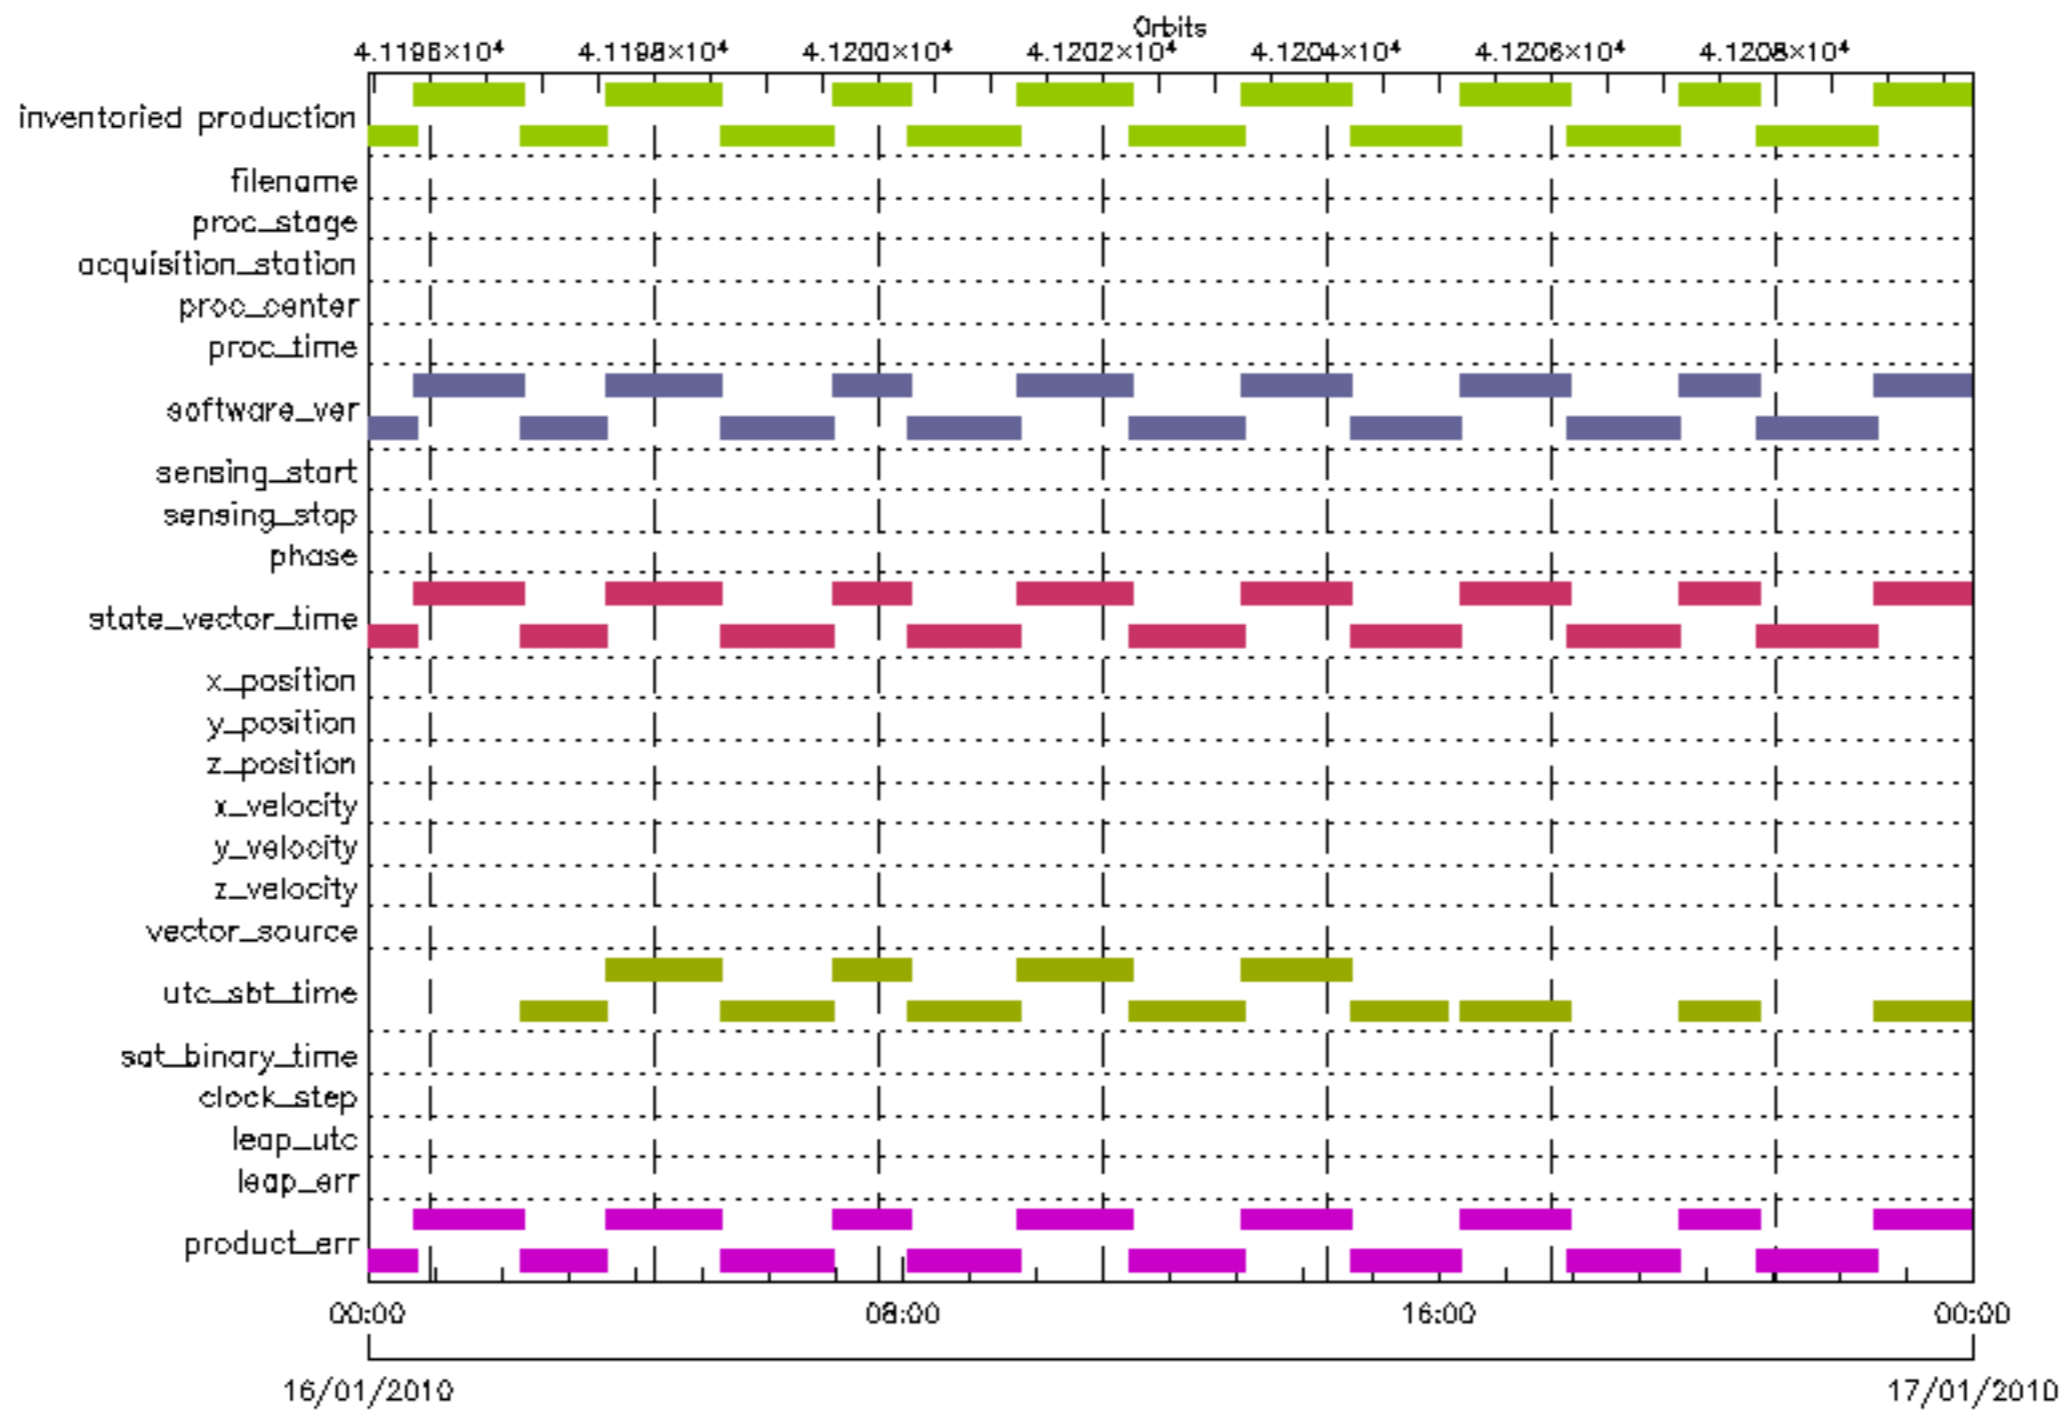 Orbits
4.1196×10⁴ 4.1198×10⁴ 4.1200×10⁴ 4.1202×10⁴ 4.1204×10⁴ 4.1206×10⁴ 4.1208×10⁴
inventoried production
filename
proc_stage
acquisition_station
proc_center
proc_time
software_ver
sensing_start
sensing_stop
phase
state_vector_time
x_position
y_position
z_position
x_velocity
y_velocity
z_velocity
vector_source
utc_sbt_time
sat_binary_time
clock_step
leap_utc
leap_err
product_err
00:00 08:00 16:00 00:00
16/01/2010 17/01/2010